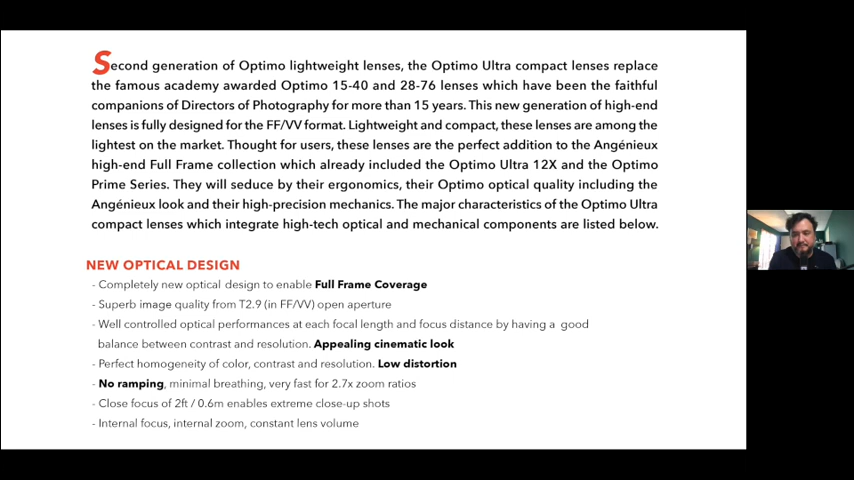 Second generation of Optimo lightweight lenses, the Optimo Ultra compact lenses replace
the famous academy awarded Optimo 15-40 and 28-76 lenses which have been the faithful
companions of Directors of Photography for more than 15 years. This new generation of high-end
lenses is fully designed for the FF/VV format. Lightweight and compact, these lenses are among the
lightest on the market. Thought for users, these lenses are the perfect addition to the Angénieux
high-end Full Frame collection which already included the Optimo Ultra 12X and the Optimo
Prime Series. They will seduce by their ergonomics, their Optimo optical quality including the
Angénieux look and their high-precision mechanics. The major characteristics of the Optimo Ultra
compact lenses which integrate high-tech optical and mechanical components are listed below.
NEW OPTICAL DESIGN
- Completely new optical design to enable Full Frame Coverage
- Superb image quality from T2.9 (in FF/VV) open aperture
- Well controlled optical performances at each focal length and focus distance by having a good
balance between contrast and resolution. Appealing cinematic look
- Perfect homogeneity of color, contrast and resolution. Low distortion
- No ramping, minimal breathing, very fast for 2.7x zoom ratios
- Close focus of 2ft / 0.6m enables extreme close-up shots
- Internal focus, internal zoom, constant lens volume